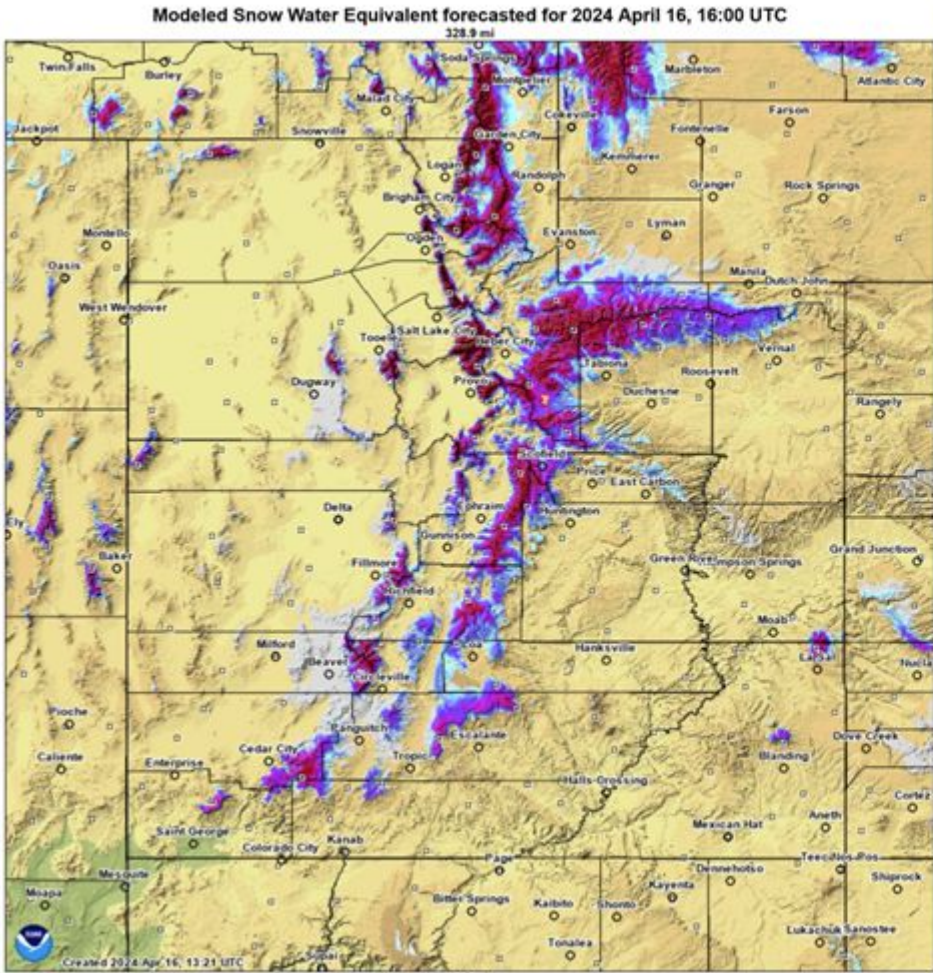 Modeled Snow Water Equivalent forecasted for 2024 April 16, 16:00 UTC
328.9 mi
Soda Springs
Twin Falls
Burley
Marbleton
Atlantic City
Montpelier
Malad City
Cokeville
Farson
Jackpot
Snowville
Garden City
Fontenelle
Kemmerer
Logan
Randolph
Granger
Rock Springs
Brigham City
Montello
Ogden
Evanston
Lyman
Oasis
Manila
Dutch John
West Wendover
Salt Lake City
Tooele
Heber City
Vernal
Tabiona
Roosevelt
Dugway
Provo
Duchesne
Rangely
Scofield
Price
East Carbon
Delta
Ephraim
Huntington
Ely
Gunnison
Grand Junction
Baker
Fillmore
Green River
Thompson Springs
Richfield
Moab
Milford
Loa
Hanksville
La Sal
Nucla
Beaver
Circleville
Pioche
Panguitch
Escalante
Dove Creek
Caliente
Enterprise
Cedar City
Tropic
Blanding
Halls Crossing
Cortez
Saint George
Mexican Hat
Aneth
Colorado City
Kanab
Page
Dennehotso
Teec Nos Pos
Mesquite
Kayenta
Shiprock
Moapa
Bitter Springs
Kaibito
Shonto
Lukachuk
Sanostee
Tonalea
Supai
Created 2024 Apr 16, 13:21 UTC